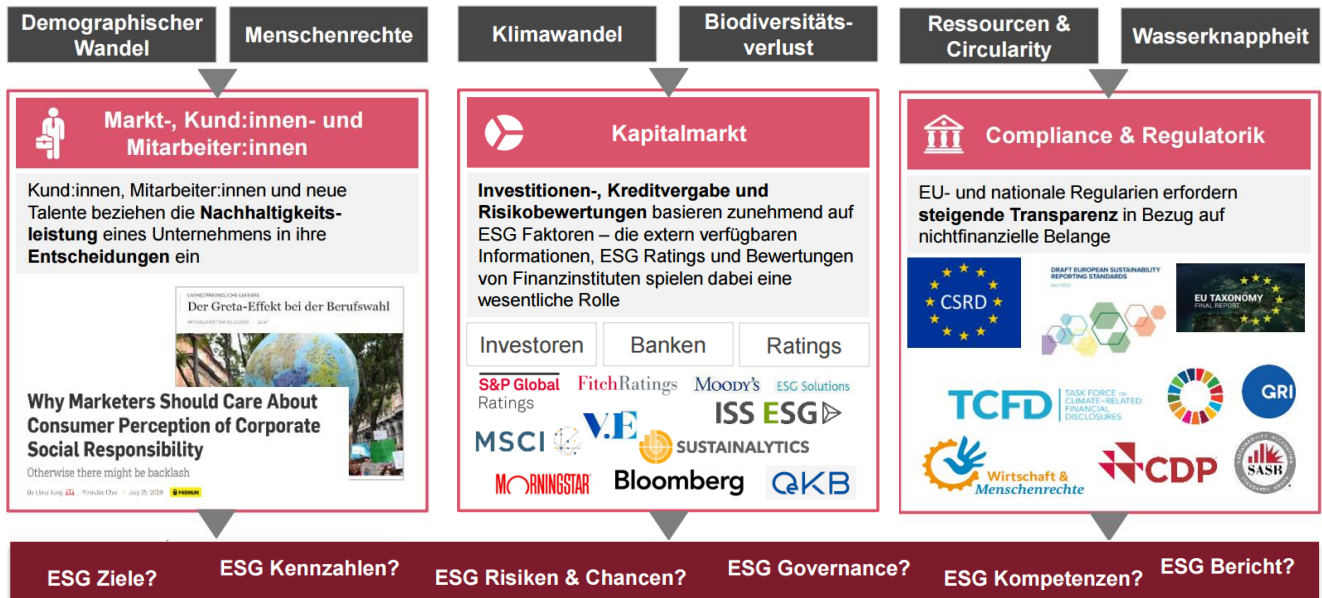 Demographischer
Wandel
Menschenrechte
Klimawandel
Biodiversitäts-
verlust
Ressourcen &
Circularity
Wasserknappheit
Markt-, Kund:innen- und
Mitarbeiter:innen
Kund:innen, Mitarbeiter:innen und neue
Talente beziehen die Nachhaltigkeits-
leistung eines Unternehmens in ihre
Entscheidungen ein
UMWELTFREUNDLICHE KARRIERE
Der Greta-Effekt bei der Berufswahl
Why Marketers Should Care About
Consumer Perception of Corporate
Social Responsibility
Otherwise there might be backlash
July 25, 2019
PREMIUM
Kapitalmarkt
Investitionen-, Kreditvergabe und
Risikobewertungen basieren zunehmend auf
ESG Faktoren – die extern verfügbaren
Informationen, ESG Ratings und Bewertungen
von Finanzinstituten spielen dabei eine
wesentliche Rolle
Investoren
Banken
Ratings
S&P Global
Ratings
FitchRatings
MOODY'S ESG Solutions
V.E
ISS ESG
MSCI
SUSTAINALYTICS
MORNINGSTAR
Bloomberg
OEKB
Compliance & Regulatorik
EU- und nationale Regularien erfordern
steigende Transparenz in Bezug auf
nichtfinanzielle Belange
CSRD
DRAFT EUROPEAN SUSTAINABILITY
REPORTING STANDARDS
EU TAXONOMY
FINAL REPORT
TCFD
TASK FORCE ON
CLIMATE-RELATED
FINANCIAL
DISCLOSURES
GRI
Wirtschaft &
Menschenrechte
CDP
SASB
ESG Ziele?
ESG Kennzahlen?
ESG Risiken & Chancen?
ESG Governance?
ESG Kompetenzen?
ESG Bericht?